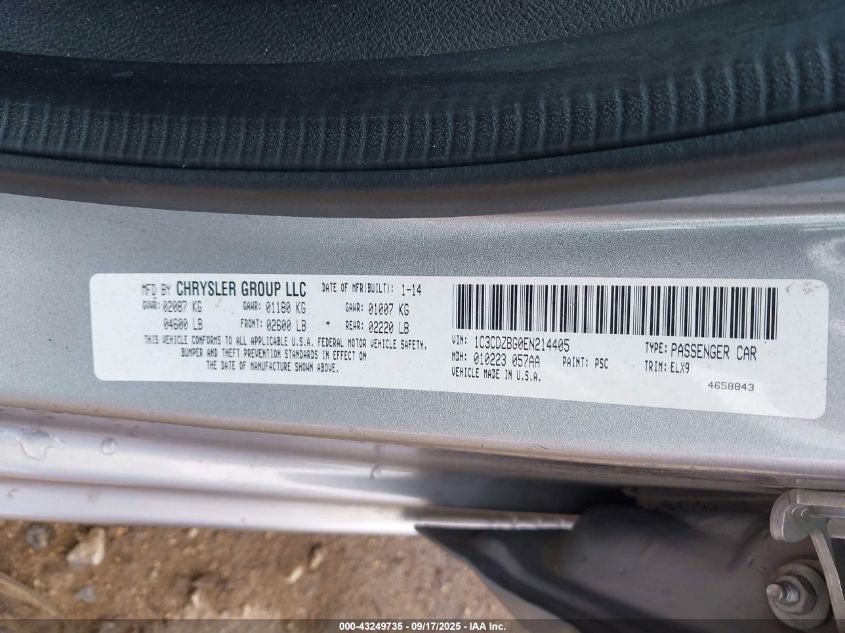 MFD BY CHRYSLER GROUP LLC DATE OF MFR(BUILT): 1-14
GVWR: 02087 KG GAWR: 01180 KG GAWR: 01007 KG
04600 LB FRONT: 02600 LB REAR: 02220 LB
THIS VEHICLE CONFORMS TO ALL APPLICABLE U.S.A. FEDERAL MOTOR VEHICLE SAFETY,
BUMPER AND THEFT PREVENTION STANDARDS IN EFFECT ON
THE DATE OF MANUFACTURE SHOWN ABOVE.
VIN: 1C3CDZBG0EN214405 TYPE: PASSENGER CAR
MDH: 010223 057AA PAINT: PSC TRIM: ELX9
VEHICLE MADE IN U.S.A.
4658843
000-43249735 - 09/17/2025 - IAA Inc.